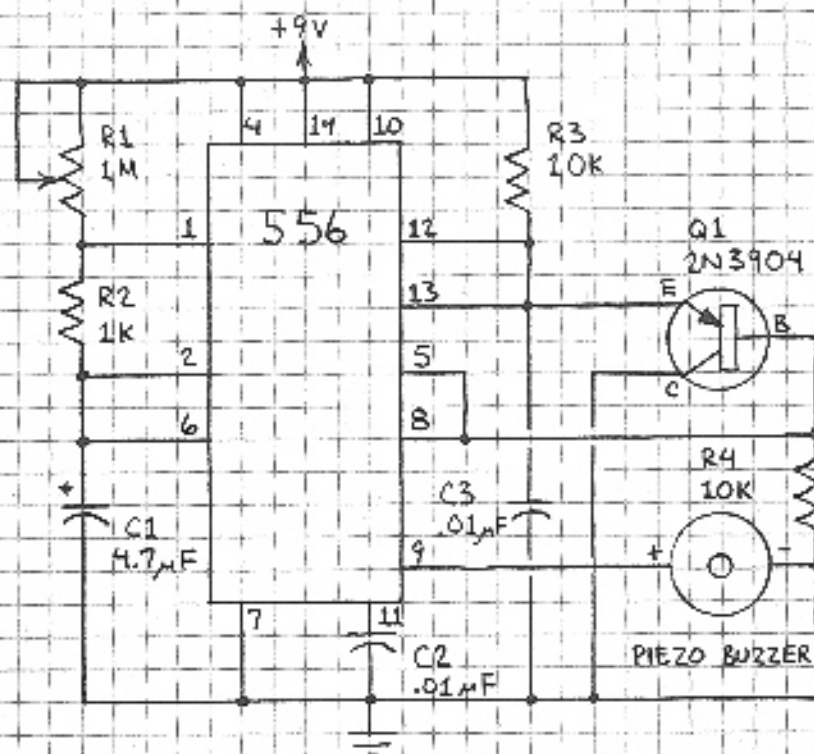 +9V
4
14
10
R1
1M
R3
10K
1
556
12
Q1
2N3904
E
R2
1K
13
B
2
5
C
6
8
R4
10K
+
C3
.01µF
C1
4.7µF
9
+
-
7
11
C2
.01µF
PIEZO BUZZER